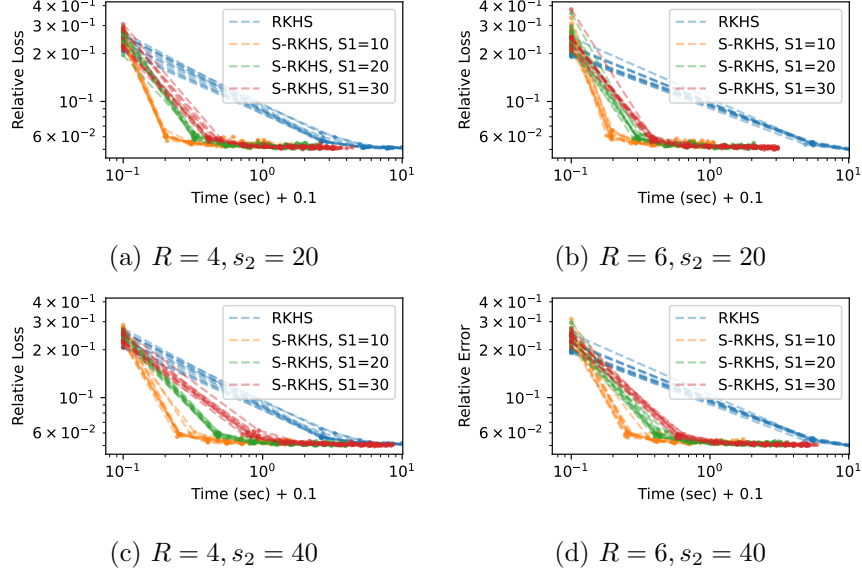 4 × 10⁻¹
3 × 10⁻¹
2 × 10⁻¹
10⁻¹
6 × 10⁻²
Relative Loss
RKHS
S-RKHS, S1=10
S-RKHS, S1=20
S-RKHS, S1=30
10⁻¹ 10⁰ 10¹
Time (sec) + 0.1
(a) R = 4, s₂ = 20
4 × 10⁻¹
3 × 10⁻¹
2 × 10⁻¹
10⁻¹
6 × 10⁻²
Relative Loss
RKHS
S-RKHS, S1=10
S-RKHS, S1=20
S-RKHS, S1=30
10⁻¹ 10⁰ 10¹
Time (sec) + 0.1
(b) R = 6, s₂ = 20
4 × 10⁻¹
3 × 10⁻¹
2 × 10⁻¹
10⁻¹
6 × 10⁻²
Relative Loss
RKHS
S-RKHS, S1=10
S-RKHS, S1=20
S-RKHS, S1=30
10⁻¹ 10⁰ 10¹
Time (sec) + 0.1
(c) R = 4, s₂ = 40
4 × 10⁻¹
3 × 10⁻¹
2 × 10⁻¹
10⁻¹
6 × 10⁻²
Relative Error
RKHS
S-RKHS, S1=10
S-RKHS, S1=20
S-RKHS, S1=30
10⁻¹ 10⁰ 10¹
Time (sec) + 0.1
(d) R = 6, s₂ = 40